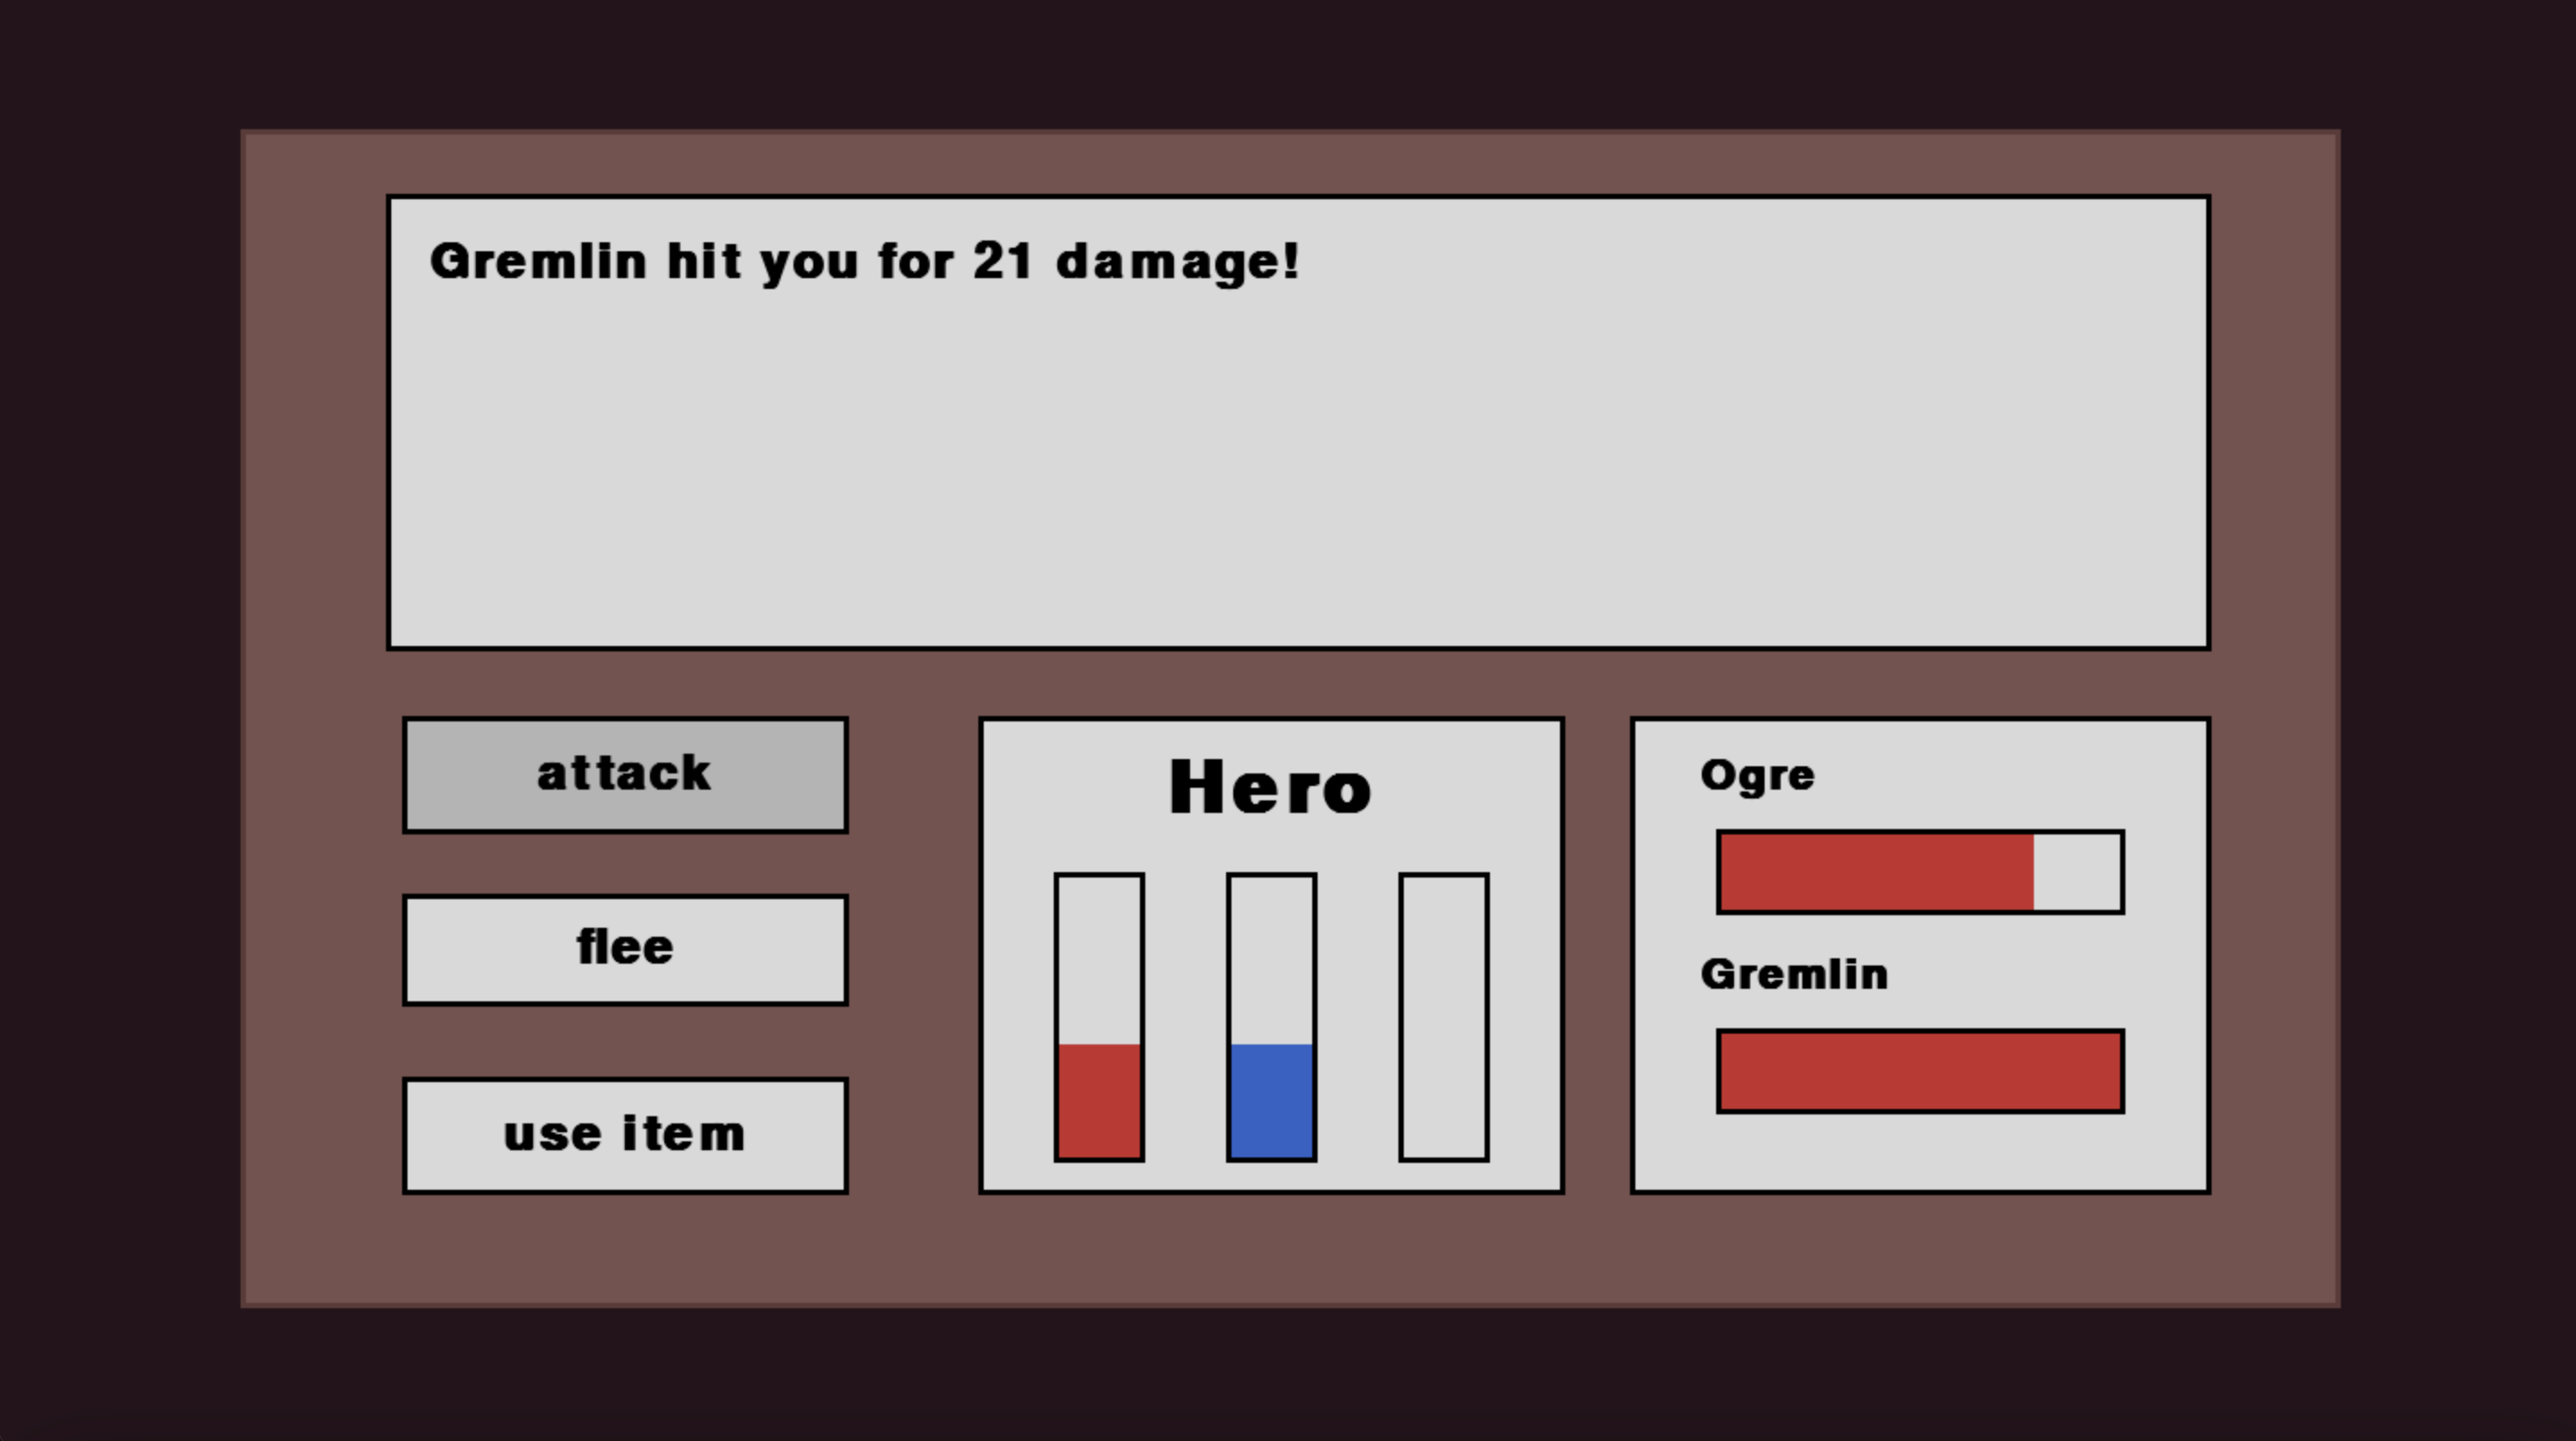 Gremlin hit you for 21 damage!
attack
flee
use item
Hero
Ogre
Gremlin